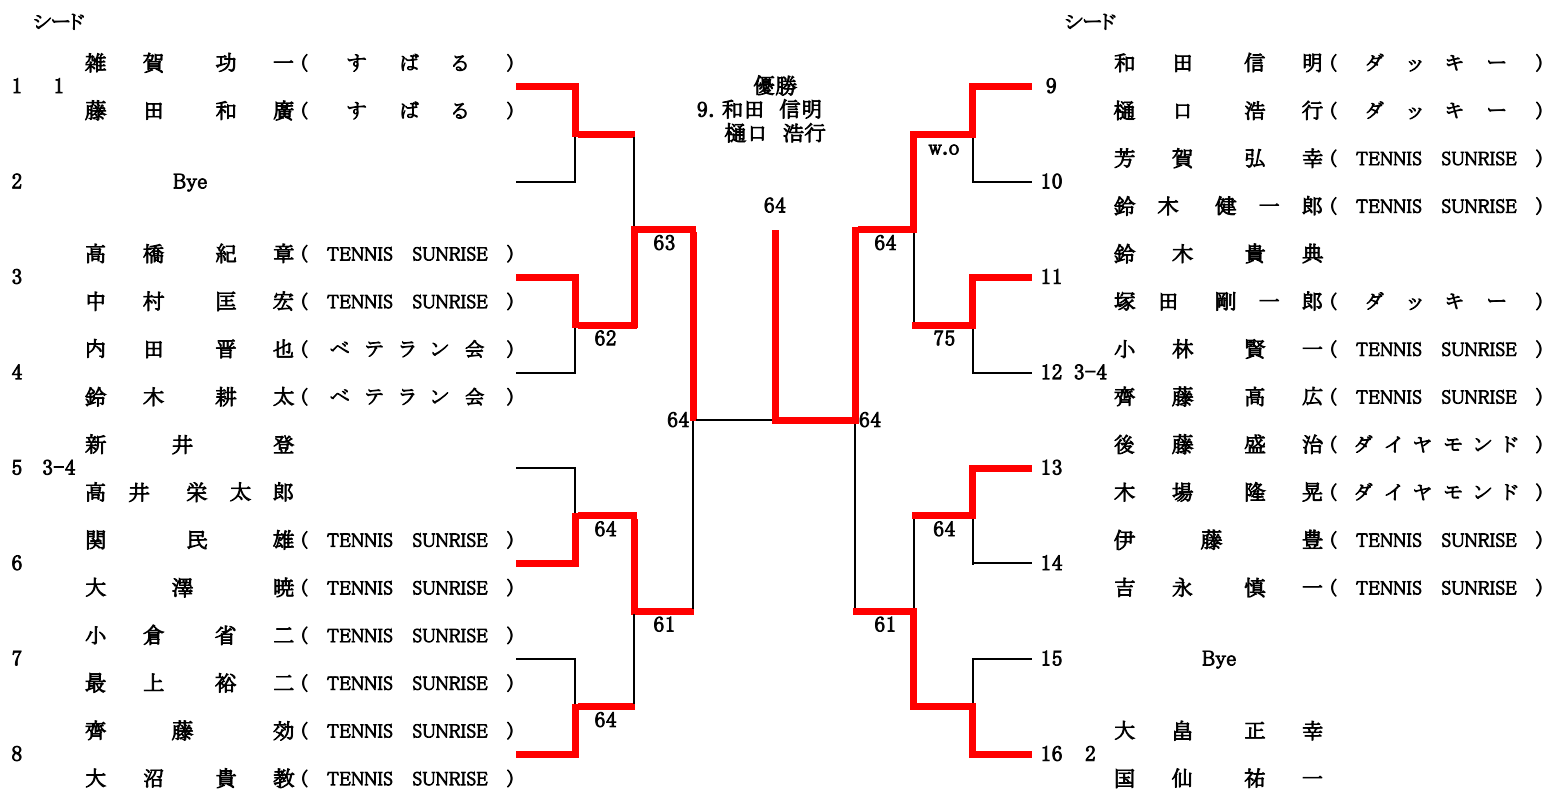 シード
雑賀功一(すばる)
1 1
藤田和廣(すばる)
2 Bye
高橋紀章(TENNIS SUNRISE)
3
中村匡宏(TENNIS SUNRISE)
内田晋也(ベテラン会)
4
鈴木耕太(ベテラン会)
新井登
5 3-4
高井栄太郎
関民雄(TENNIS SUNRISE)
6
大澤暁(TENNIS SUNRISE)
小倉省二(TENNIS SUNRISE)
7
最上裕二(TENNIS SUNRISE)
齊藤効(TENNIS SUNRISE)
8
大沼貴教(TENNIS SUNRISE)
62
64
64
63
61
64
優勝
9. 和田 信明
樋口 浩行
64
64
64
61
w.o
75
64
シード
和田信明(ダッキー)
9
樋口浩行(ダッキー)
芳賀弘幸(TENNIS SUNRISE)
10
鈴木健一郎(TENNIS SUNRISE)
鈴木貴典
11
塚田剛一郎(ダッキー)
小林賢一(TENNIS SUNRISE)
12 3-4
齊藤高広(TENNIS SUNRISE)
後藤盛治(ダイヤモンド)
13
木場隆晃(ダイヤモンド)
伊藤豊(TENNIS SUNRISE)
14
吉永慎一(TENNIS SUNRISE)
15 Bye
大畠正幸
16 2
国仙祐一